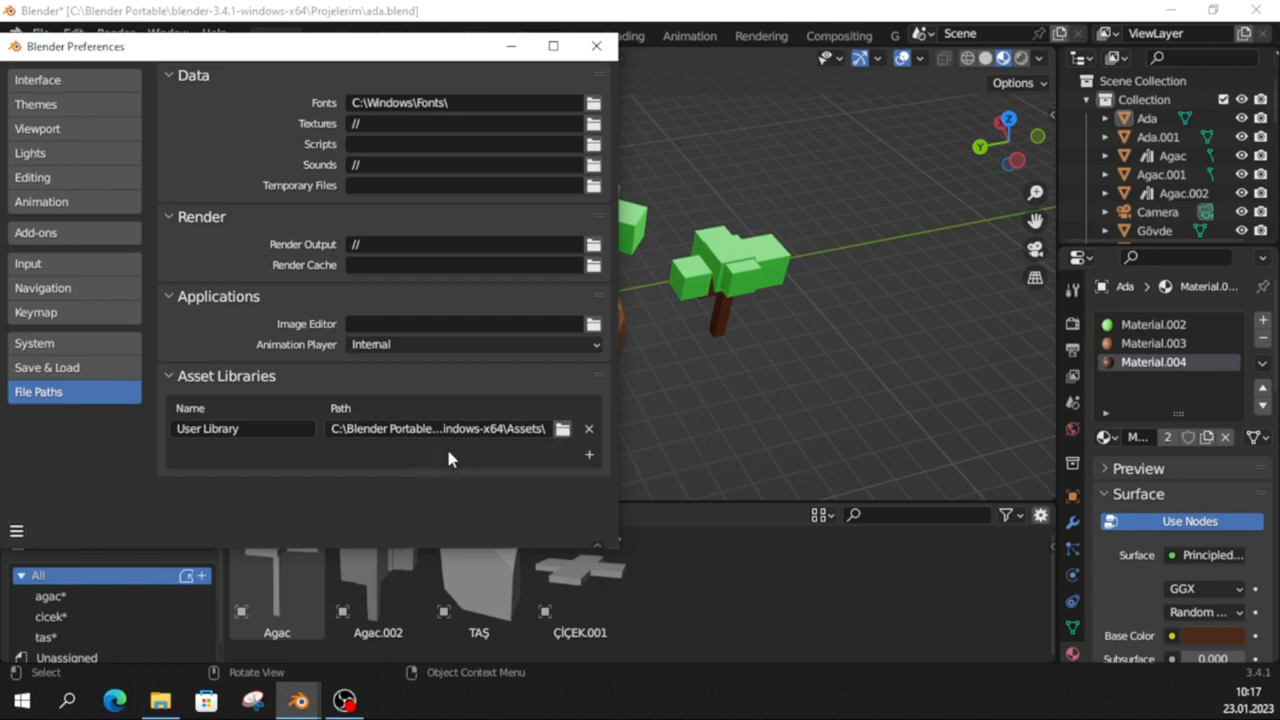 Blender* [C:\Blender Portable\blender-3.4.1-windows-x64\Projelerim\ada.blend]
Animation
Rendering
Compositing
G
Scene
ViewLayer
Blender Preferences
Interface
Themes
Viewport
Lights
Editing
Animation
Add-ons
Input
Navigation
Keymap
System
Save & Load
File Paths
Data
Fonts
C:\Windows\Fonts\
Textures
//
Scripts
Sounds
//
Temporary Files
Render
Render Output
//
Render Cache
Applications
Image Editor
Animation Player
Internal
Asset Libraries
Name
Path
User Library
C:\Blender Portable...indows-x64\Assets\
Options
Z
Y
Scene Collection
Collection
Ada
Ada.001
Agac
Agac.001
Agac.002
Camera
Gövde
Ada
Material.0...
Material.002
Material.003
Material.004
M...
2
Preview
Surface
Use Nodes
Surface
Principled...
GGX
Random ...
Base Color
Subsurface
0.000
All
agac*
cicek*
tas*
Unassigned
Agac
Agac.002
TAŞ
ÇİÇEK.001
Select
Rotate View
Object Context Menu
3.4.1
10:17
23.01.2023